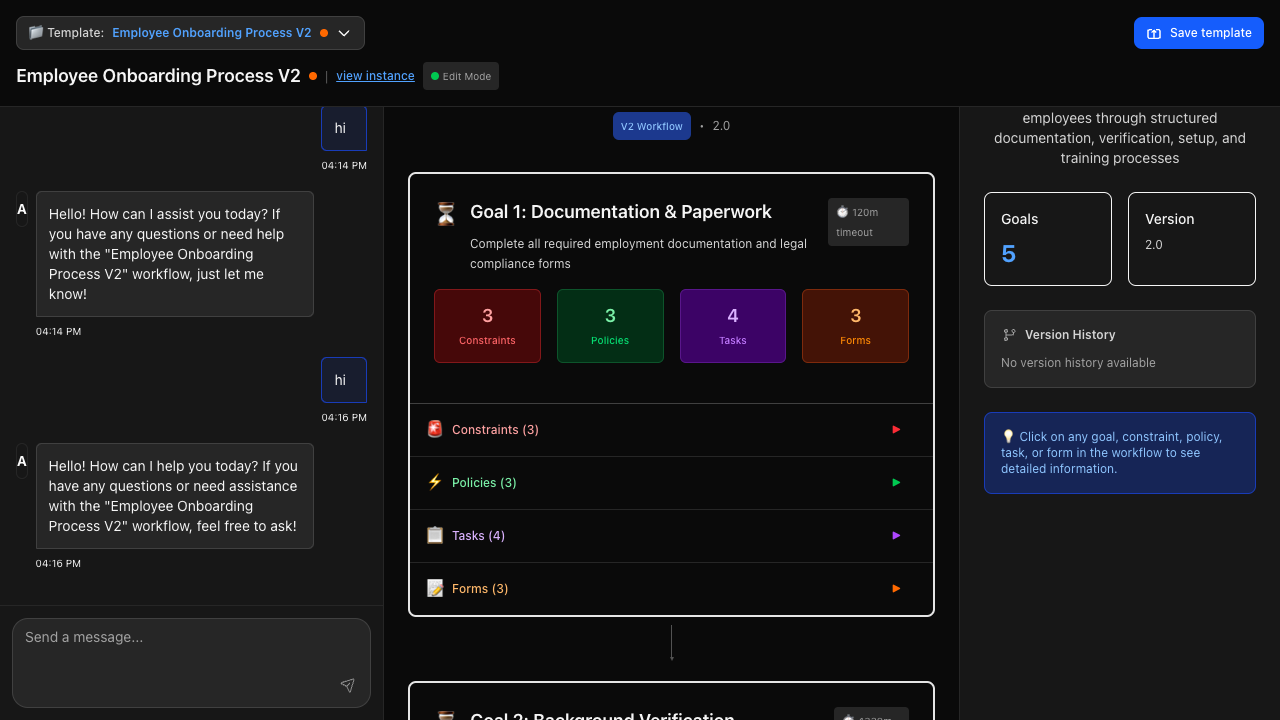 Template: Employee Onboarding Process V2
Save template
Employee Onboarding Process V2 | view instance Edit Mode
hi
04:14 PM
A
Hello! How can I assist you today? If
you have any questions or need help
with the "Employee Onboarding
Process V2" workflow, just let me
know!
04:14 PM
hi
04:16 PM
A
Hello! How can I help you today? If you
have any questions or need assistance
with the "Employee Onboarding
Process V2" workflow, feel free to ask!
04:16 PM
Send a message...
V2 Workflow • 2.0
Goal 1: Documentation & Paperwork
120m
timeout
Complete all required employment documentation and legal
compliance forms
3
Constraints
3
Policies
4
Tasks
3
Forms
Constraints (3)
Policies (3)
Tasks (4)
Forms (3)
Goal 2: Background Verification
employees through structured
documentation, verification, setup, and
training processes
Goals
5
Version
2.0
Version History
No version history available
Click on any goal, constraint, policy,
task, or form in the workflow to see
detailed information.